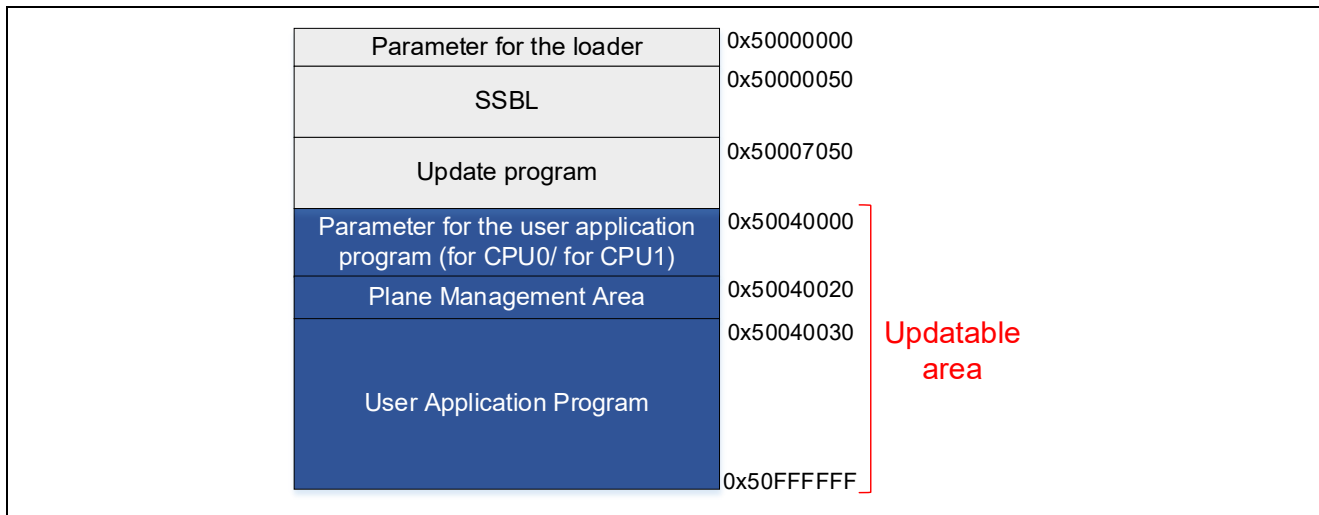 Parameter for the loader
0x50000000
0x50000050
SSBL
0x50007050
Update program
Parameter for the user application
program (for CPU0/ for CPU1)
0x50040000
Plane Management Area
0x50040020
0x50040030
Updatable
area
User Application Program
0x50FFFFFF